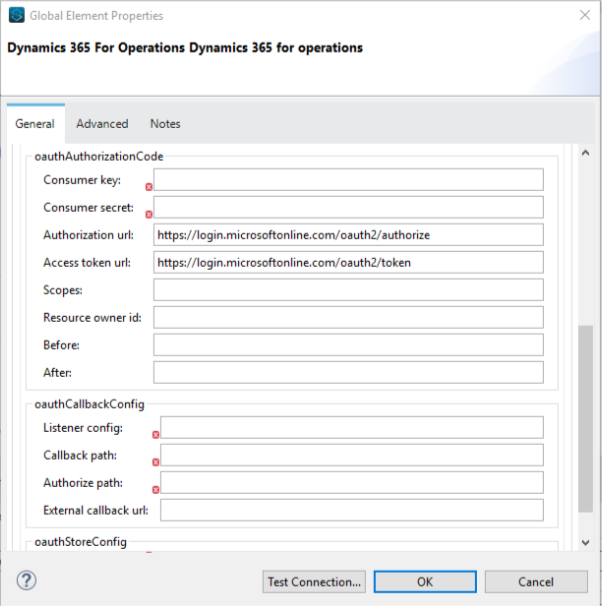 Global Element Properties
Dynamics 365 For Operations Dynamics 365 for operations
General Advanced Notes
oauthAuthorizationCode
Consumer key:
Consumer secret:
Authorization url: https://login.microsoftonline.com/oauth2/authorize
Access token url: https://login.microsoftonline.com/oauth2/token
Scopes:
Resource owner id:
Before:
After:
oauthCallbackConfig
Listener config:
Callback path:
Authorize path:
External callback url:
oauthStoreConfig
? Test Connection... OK Cancel